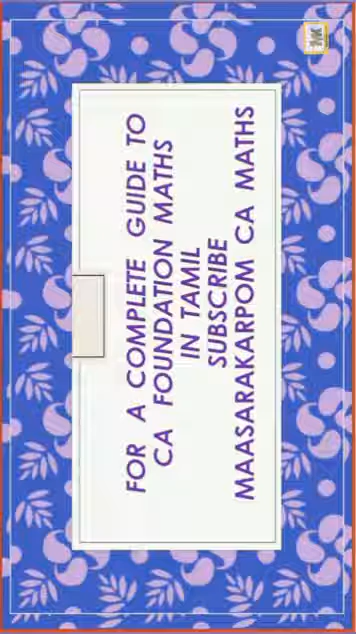 FOR A COMPLETE GUIDE TO
CA FOUNDATION MATHS
IN TAMIL
SUBSCRIBE
MAASARAKARPOM CA MATHS